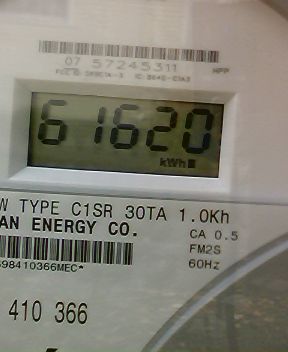 07 57245311
61620
kWh
W TYPE C1SR 30TA 1.0Kh
AN ENERGY CO.
CA 0.5
FM2S
98410366MEC*
60Hz
410 366